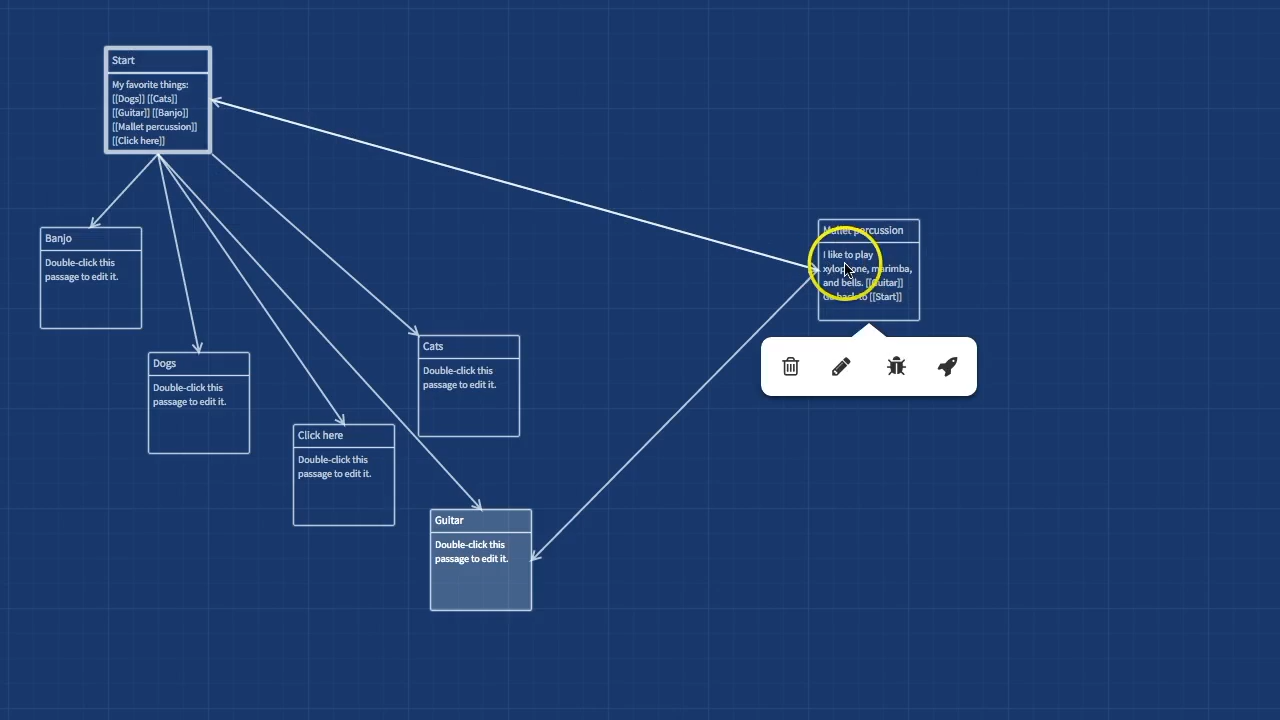 Start
My favorite things:
[[Dogs]] [[Cats]]
[[Guitar]] [[Banjo]]
[[Mallet percussion]]
[[Click here]]
Mallet percussion
I like to play
xylophone, marimba,
and bells. [[Guitar]]
Go back to [[Start]]
Banjo
Double-click this
passage to edit it.
Cats
Double-click this
passage to edit it.
Dogs
Double-click this
passage to edit it.
Click here
Double-click this
passage to edit it.
Guitar
Double-click this
passage to edit it.